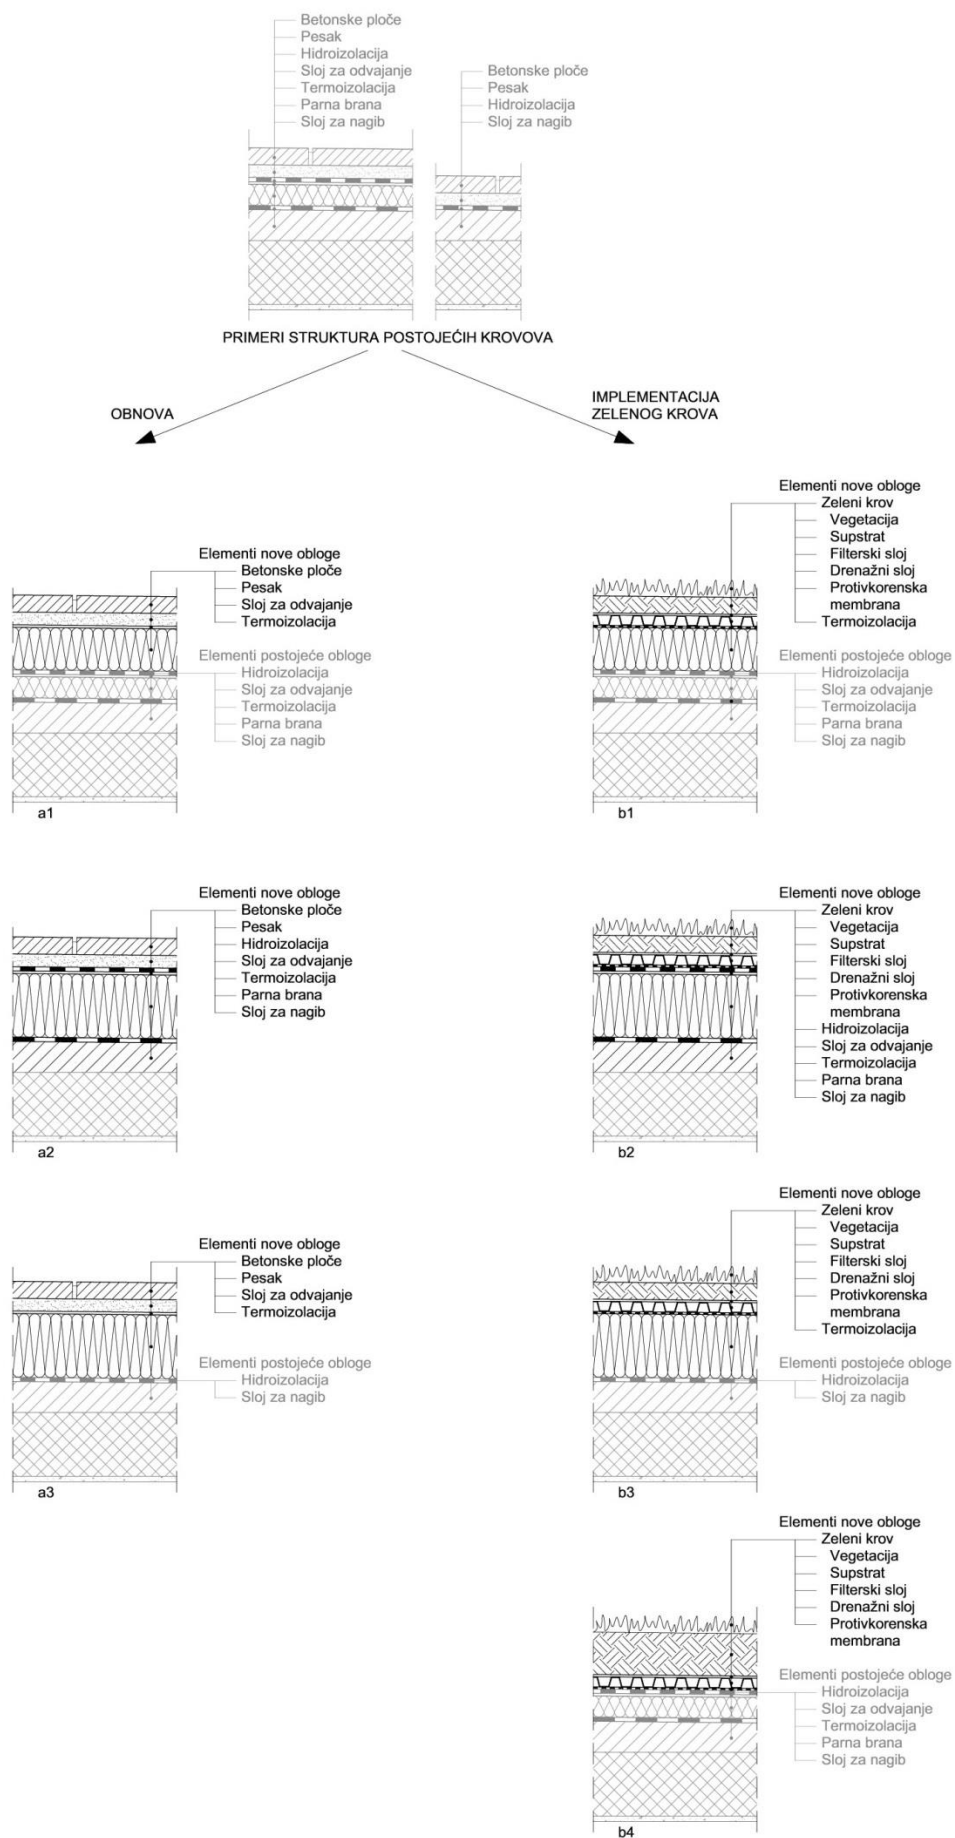 Betonske ploče
Pesak
Hidroizolacija
Sloj za odvajanje
Termoizolacija
Parna brana
Sloj za nagib
Betonske ploče
Pesak
Hidroizolacija
Sloj za nagib
PRIMERI STRUKTURA POSTOJEĆIH KROVOVA
OBNOVA
IMPLEMENTACIJA
ZELENOG KROVA
Elementi nove obloge
Betonske ploče
Pesak
Sloj za odvajanje
Termoizolacija
Elementi postojeće obloge
Hidroizolacija
Sloj za odvajanje
Termoizolacija
Parna brana
Sloj za nagib
a1
Elementi nove obloge
Zeleni krov
Vegetacija
Supstrat
Filterski sloj
Drenažni sloj
Protivkorenska
membrana
Termoizolacija
Elementi postojeće obloge
Hidroizolacija
Sloj za odvajanje
Termoizolacija
Parna brana
Sloj za nagib
b1
Elementi nove obloge
Betonske ploče
Pesak
Hidroizolacija
Sloj za odvajanje
Termoizolacija
Parna brana
Sloj za nagib
a2
Elementi nove obloge
Zeleni krov
Vegetacija
Supstrat
Filterski sloj
Drenažni sloj
Protivkorenska
membrana
Hidroizolacija
Sloj za odvajanje
Termoizolacija
Parna brana
Sloj za nagib
b2
Elementi nove obloge
Betonske ploče
Pesak
Sloj za odvajanje
Termoizolacija
Elementi postojeće obloge
Hidroizolacija
Sloj za nagib
a3
Elementi nove obloge
Zeleni krov
Vegetacija
Supstrat
Filterski sloj
Drenažni sloj
Protivkorenska
membrana
Termoizolacija
Elementi postojeće obloge
Hidroizolacija
Sloj za nagib
b3
Elementi nove obloge
Zeleni krov
Vegetacija
Supstrat
Filterski sloj
Drenažni sloj
Protivkorenska
membrana
Elementi postojeće obloge
Hidroizolacija
Sloj za odvajanje
Termoizolacija
Parna brana
Sloj za nagib
b4